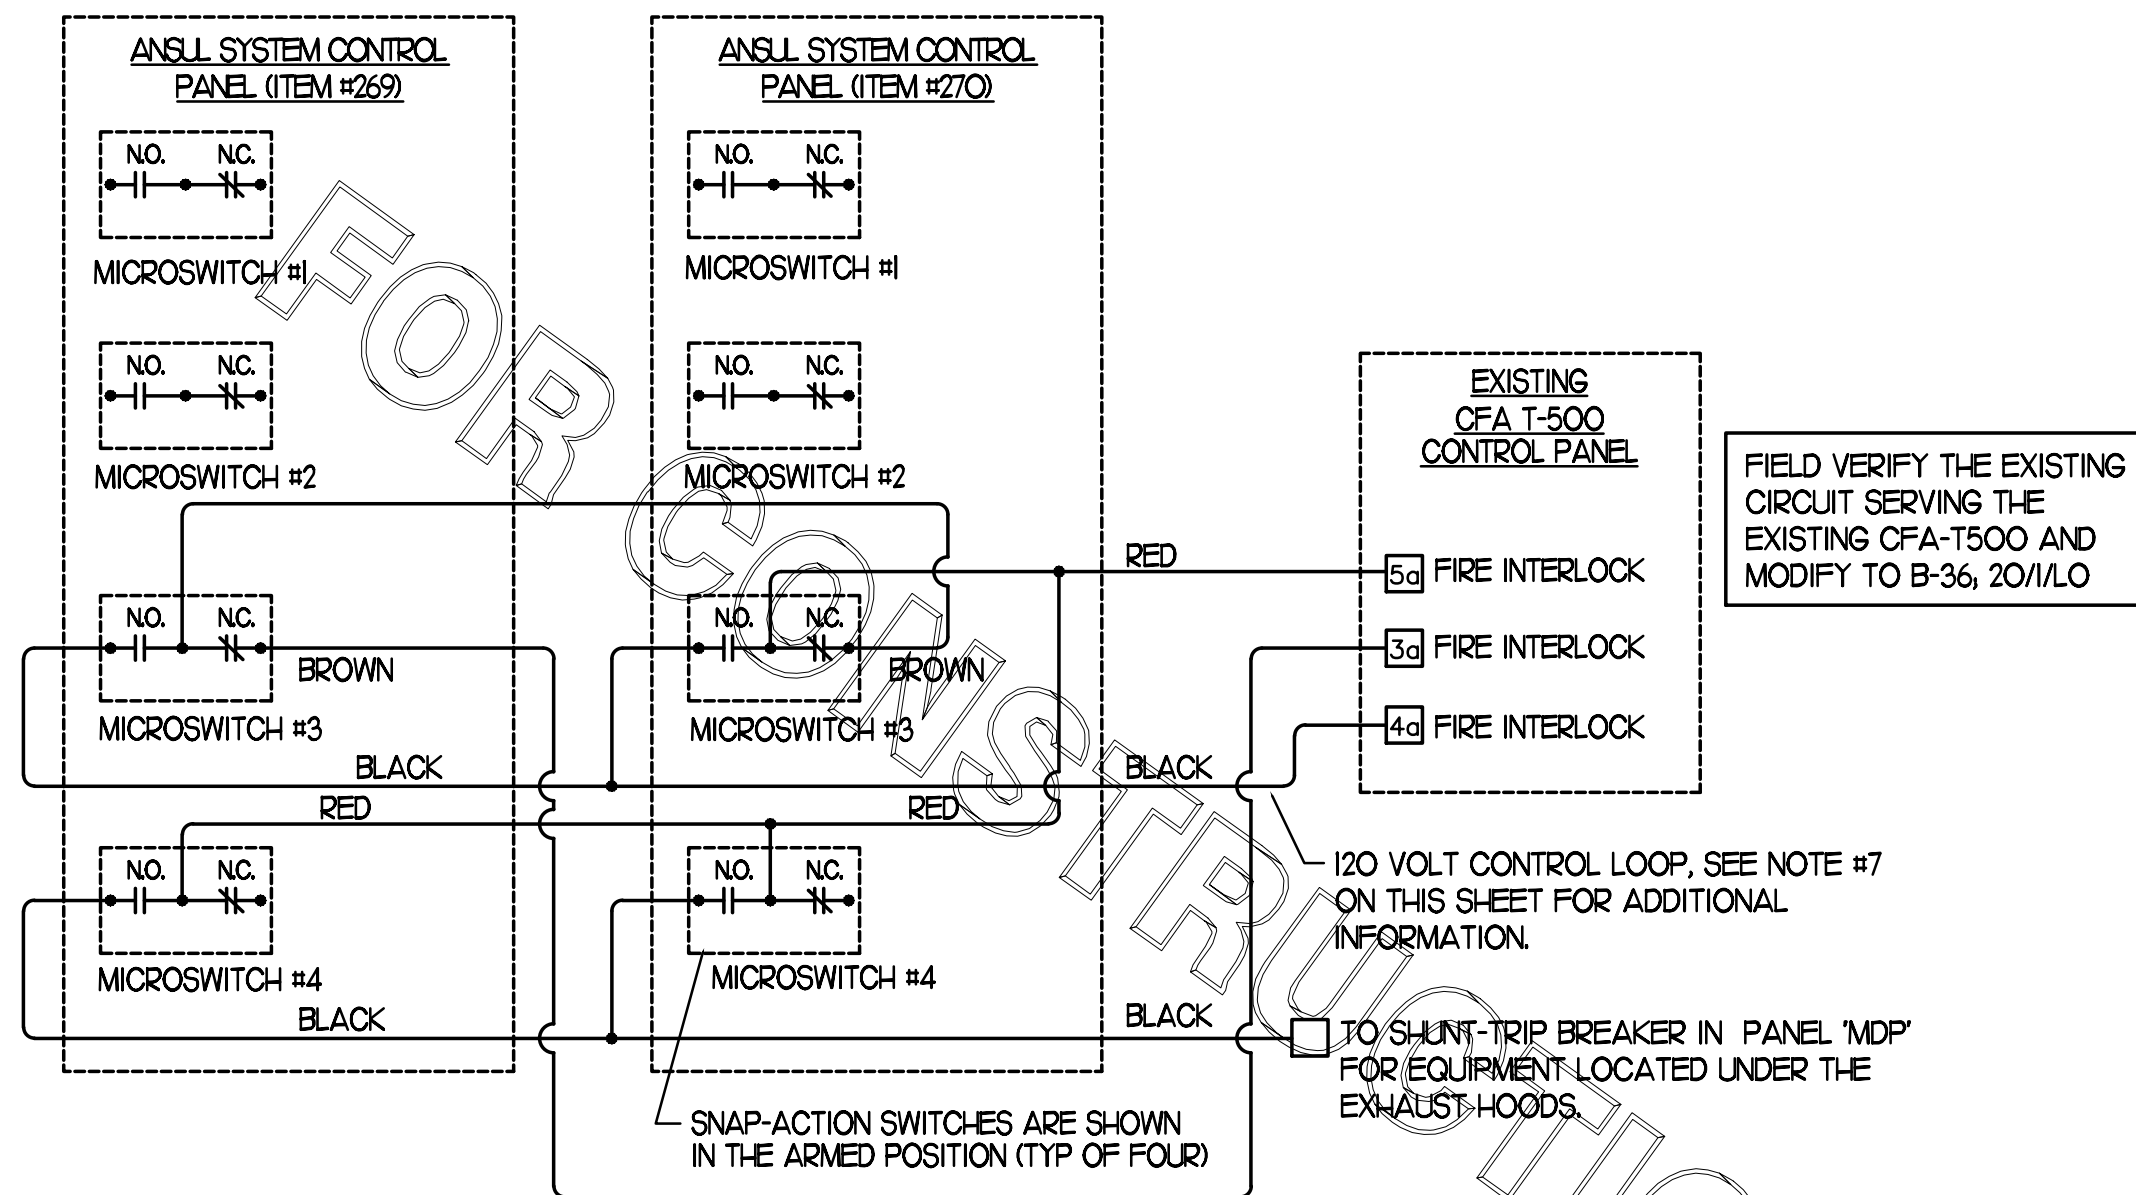 ANSUL SYSTEM CONTROL
PANEL (ITEM #269)
N.O. N.C.
MICROSWITCH #1
N.O. N.C.
MICROSWITCH #2
N.O. N.C.
BROWN
MICROSWITCH #3
BLACK
RED
N.O. N.C.
MICROSWITCH #4
BLACK
ANSUL SYSTEM CONTROL
PANEL (ITEM #270)
N.O. N.C.
MICROSWITCH #1
N.O. N.C.
MICROSWITCH #2
N.O. N.C.
BROWN
MICROSWITCH #3
RED
N.O. N.C.
MICROSWITCH #4
SNAP-ACTION SWITCHES ARE SHOWN
IN THE ARMED POSITION (TYP OF FOUR)
RED
BLACK
BLACK
EXISTING
CFA T-500
CONTROL PANEL
5a FIRE INTERLOCK
3a FIRE INTERLOCK
4a FIRE INTERLOCK
FIELD VERIFY THE EXISTING
CIRCUIT SERVING THE
EXISTING CFA-T500 AND
MODIFY TO B-36; 20/1/LO
120 VOLT CONTROL LOOP, SEE NOTE #7
ON THIS SHEET FOR ADDITIONAL
INFORMATION.
TO SHUNT-TRIP BREAKER IN PANEL 'MDP'
FOR EQUIPMENT LOCATED UNDER THE
EXHAUST HOODS.
FOR CONSTRUCTIO